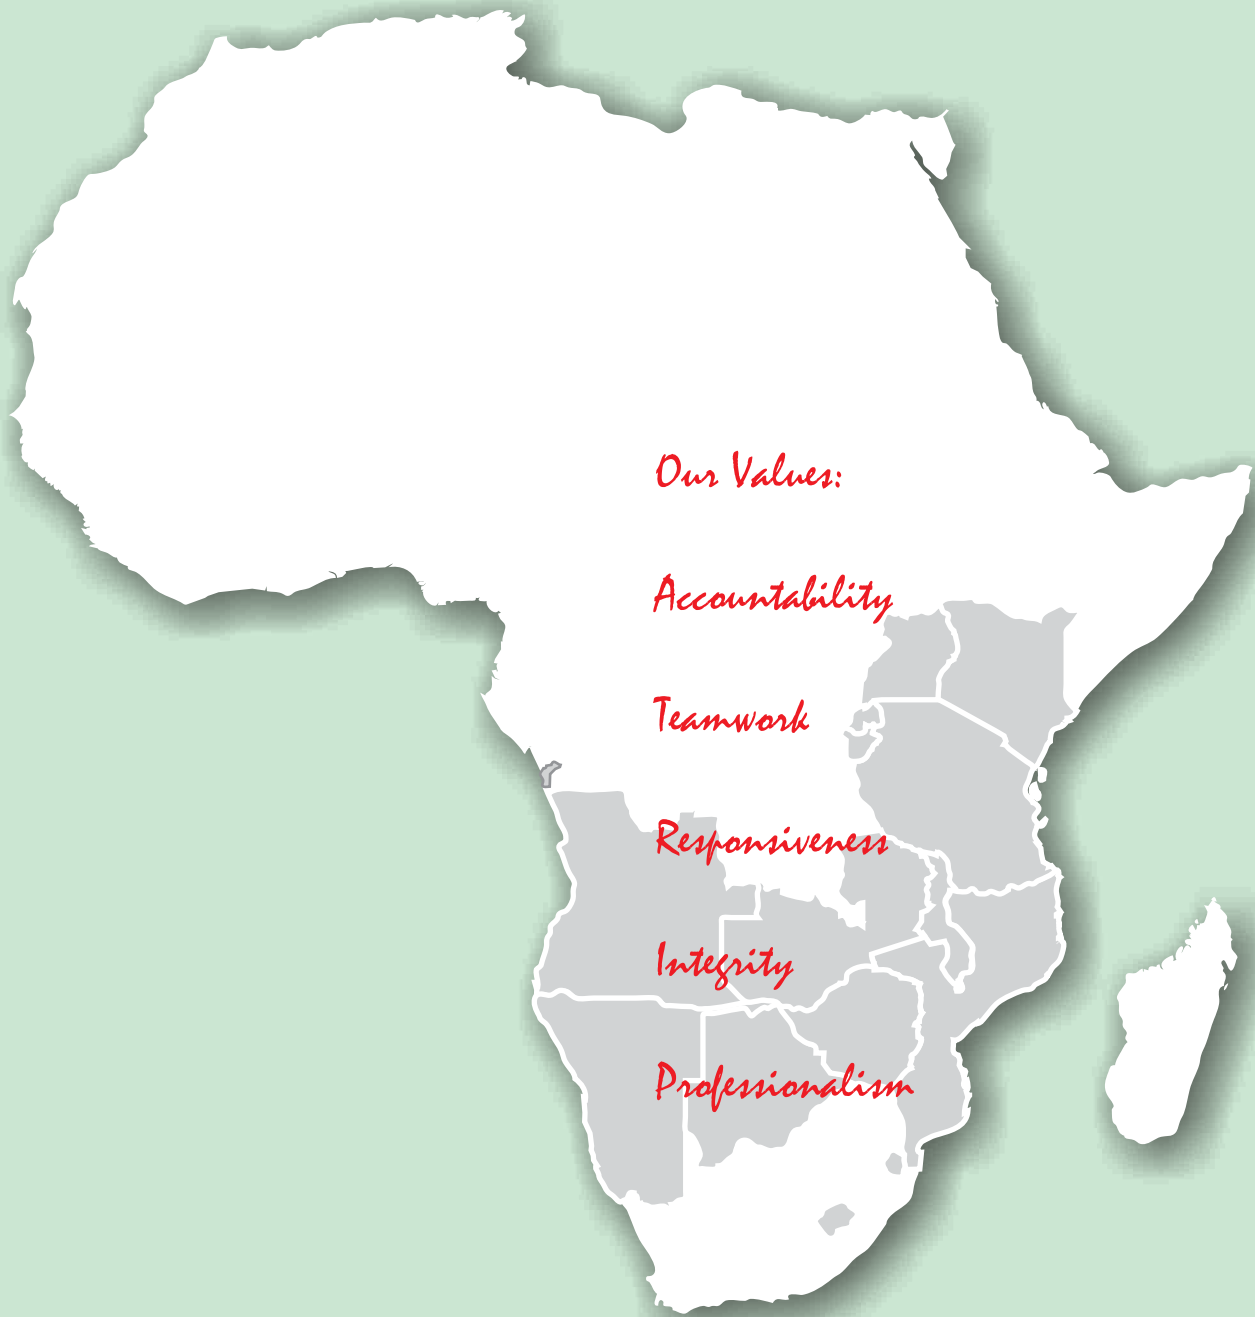 Our Values:
Accountability
Teamwork
Responsiveness
Integrity
Professionalism